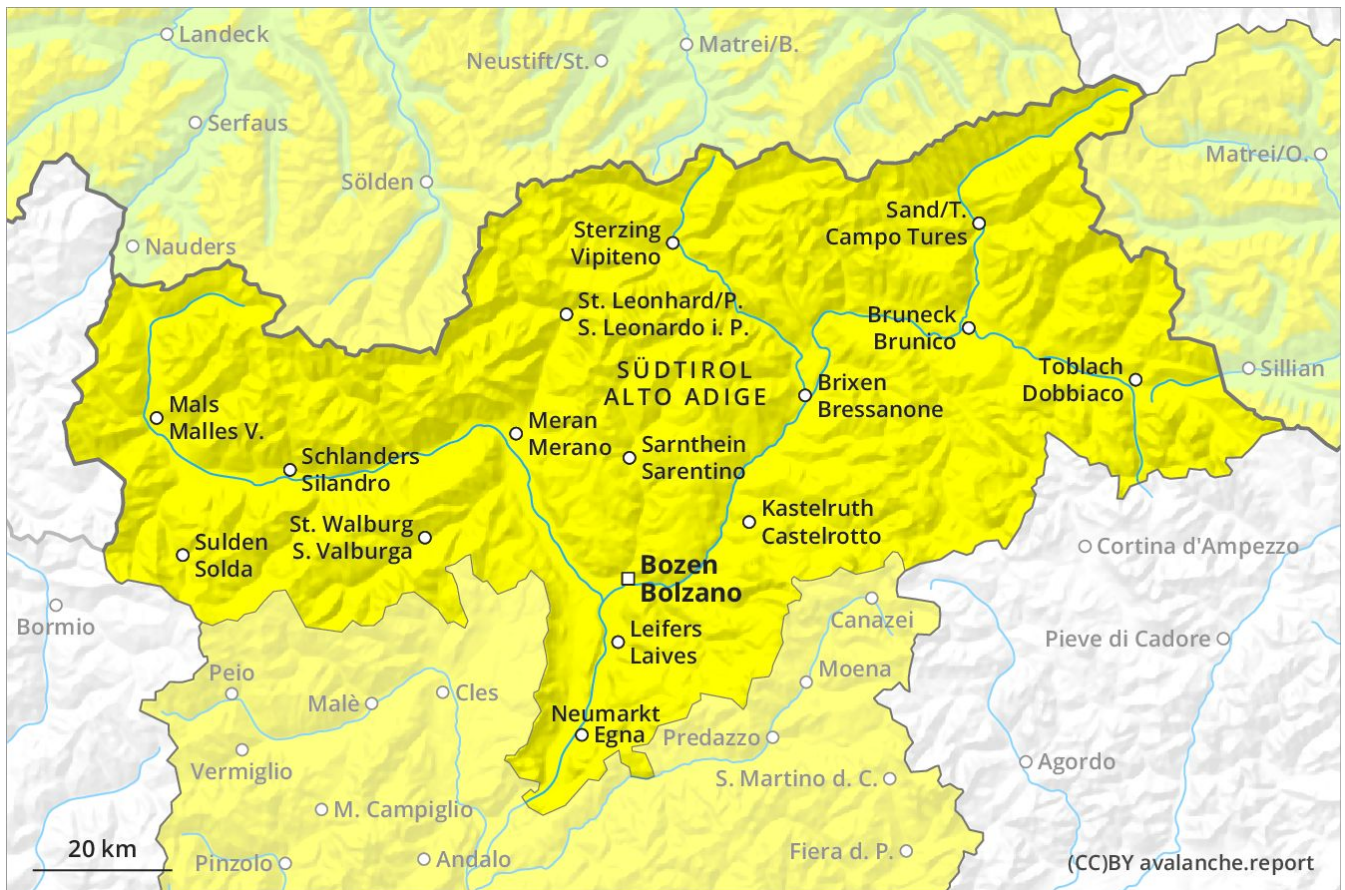 Landeck
Neustift/St.
Matrei/B.
Serfaus
Sölden
Matrei/O.
Nauders
Sterzing
Vipiteno
Sand/T.
Campo Tures
St. Leonhard/P.
S. Leonardo i. P.
Bruneck
Brunico
SÜDTIROL
ALTO ADIGE
Toblach
Dobbiaco
Sillian
Brixen
Bressanone
Mals
Malles V.
Meran
Merano
Sarnthein
Sarentino
Schlanders
Silandro
Kastelruth
Castelrotto
St. Walburg
S. Valburga
Sulden
Solda
Cortina d'Ampezzo
Bozen
Bolzano
Bormio
Canazei
Leifers
Laives
Pieve di Cadore
Peio
Moena
Malè
Cles
Neumarkt
Egna
Predazzo
Vermiglio
Agordo
S. Martino d. C.
M. Campiglio
20 km
Pinzolo
Andalo
Fiera d. P.
(CC)BY avalanche.report